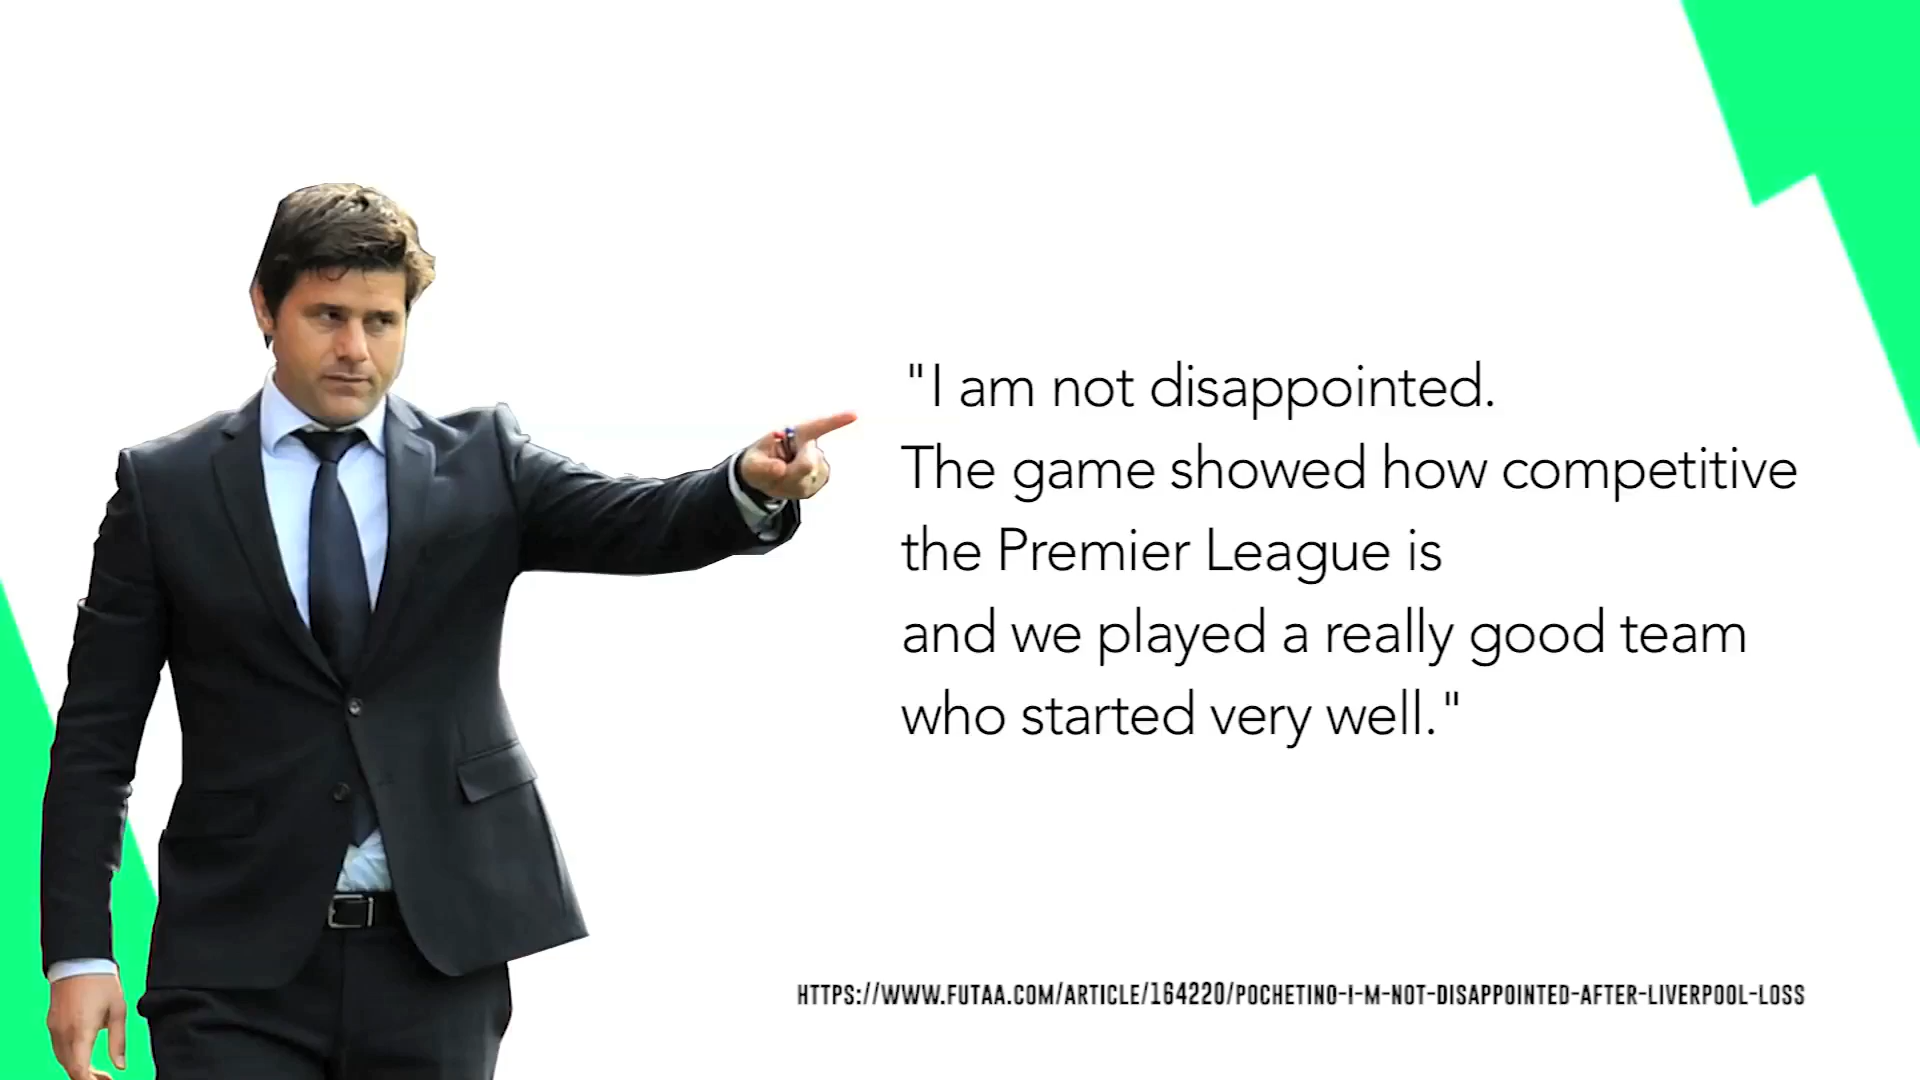 "I am not disappointed.
The game showed how competitive
the Premier League is
and we played a really good team
who started very well."
HTTPS://WWW.FUTAA.COM/ARTICLE/164220/POCHETINO-I-M-NOT-DISAPPOINTED-AFTER-LIVERPOOL-LOSS